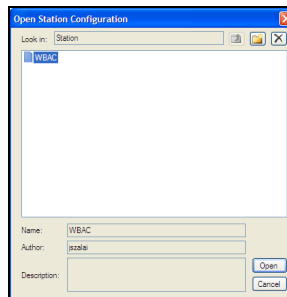 Open Station Configuration
Look in: Station
WBAC
Name: WBAC
Author: jszalai
Description:
Open
Cancel